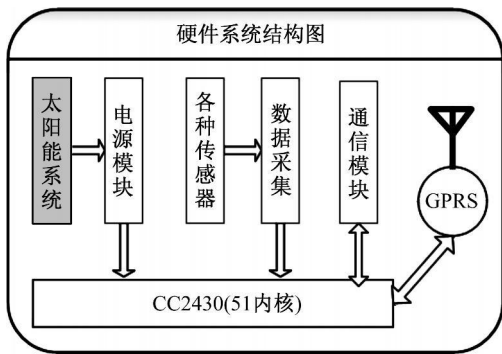 硬件系统结构图
太阳能系统
电源模块
各种传感器
数据采集
通信模块
GPRS
CC2430(51内核)